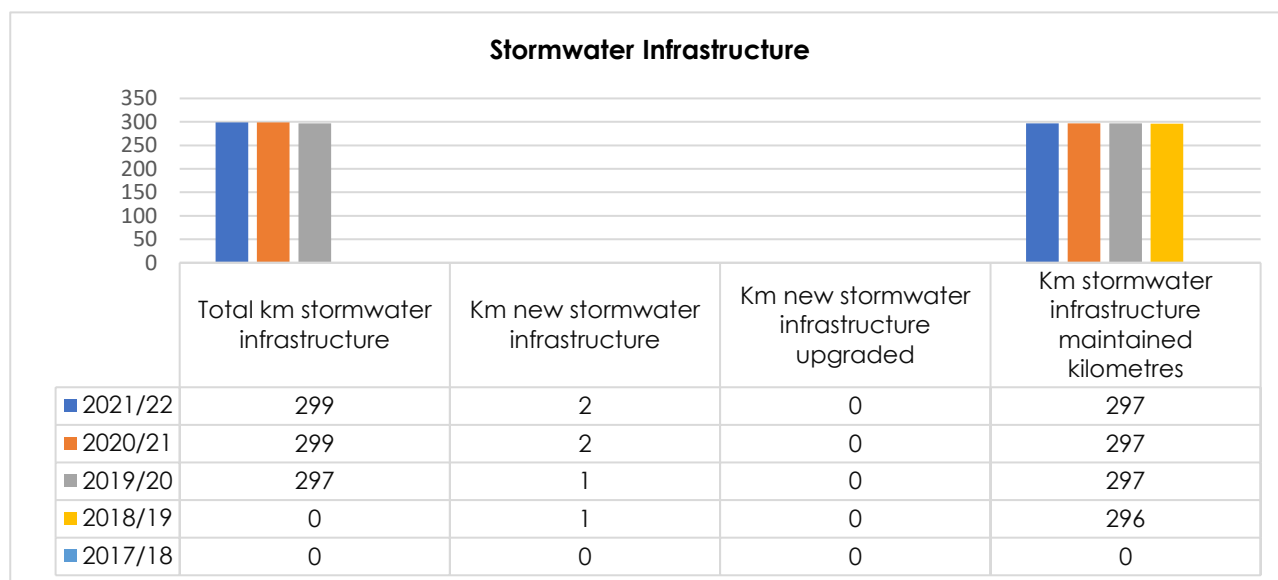 Stormwater Infrastructure
350
300
250
200
150
100
50
0
Total km stormwater
infrastructure
Km new stormwater
infrastructure
Km new stormwater
infrastructure
upgraded
Km stormwater
infrastructure
maintained
kilometres
2021/22 299 2 0 297
2020/21 299 2 0 297
2019/20 297 1 0 297
2018/19 0 1 0 296
2017/18 0 0 0 0